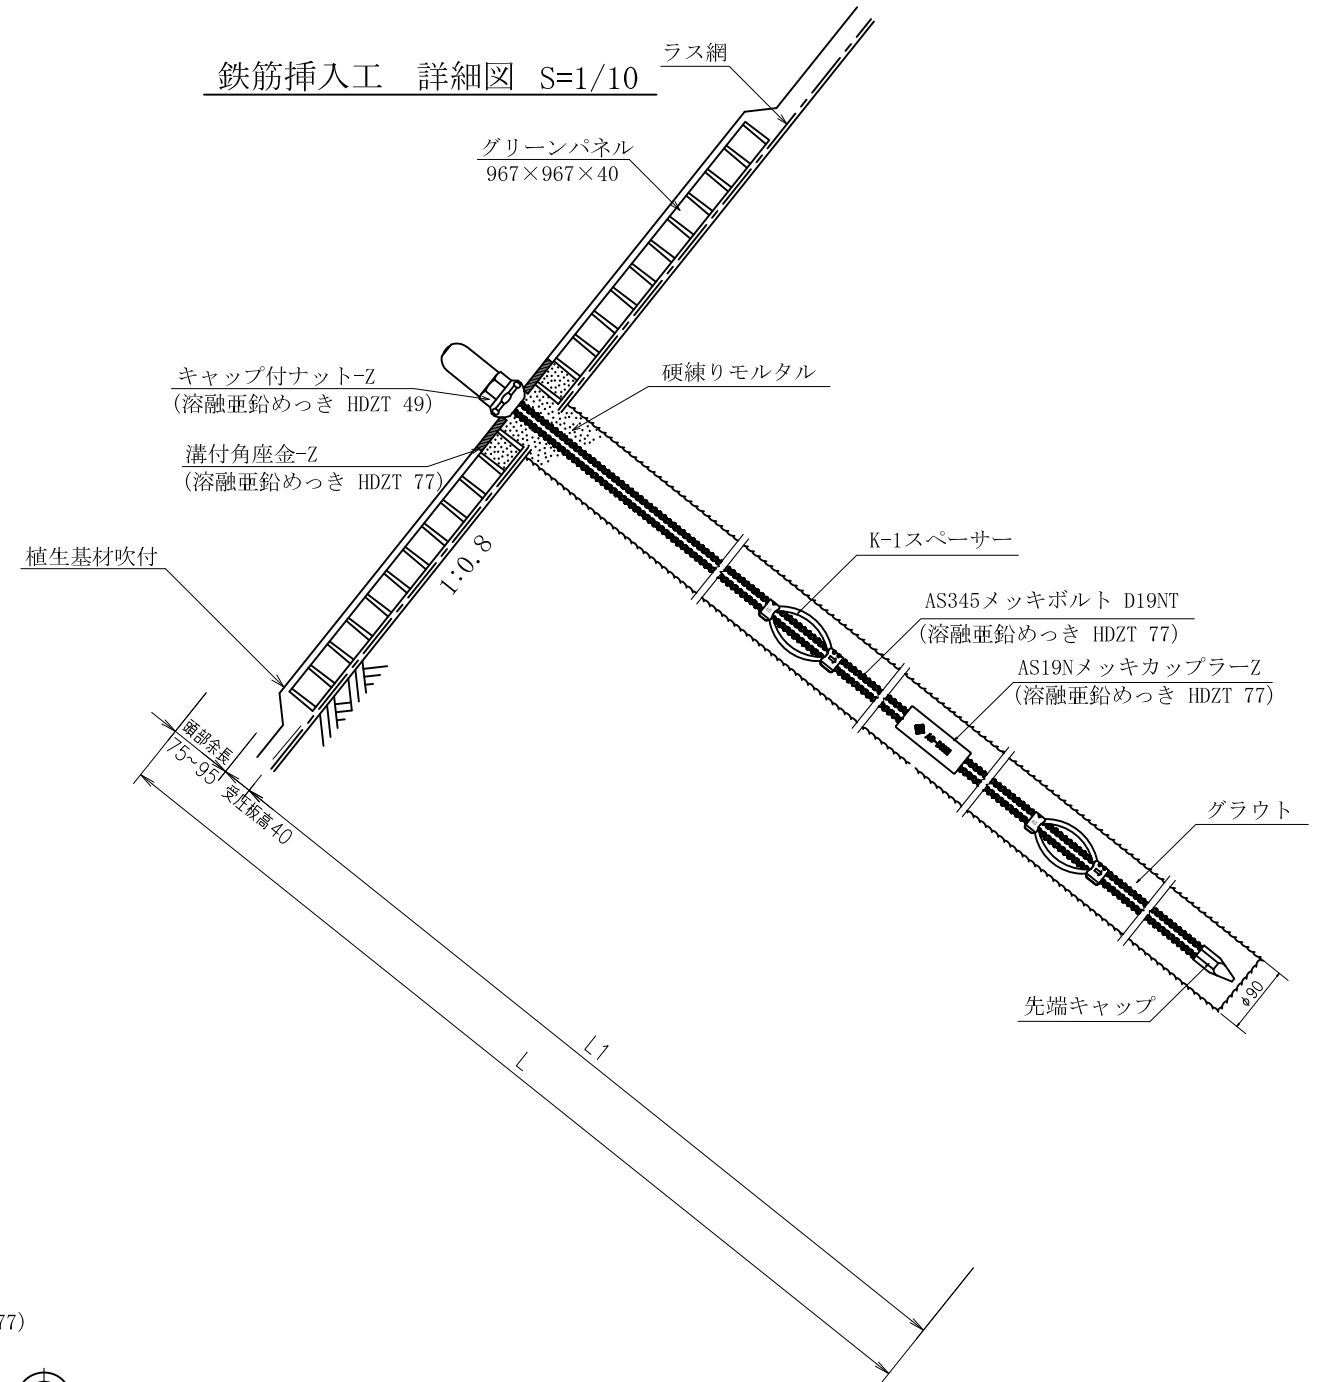 鉄筋挿入工　詳細図 S=1/10
ラス網
グリーンパネル
967×967×40
キャップ付ナット-Z
(溶融亜鉛めっき HDZT 49)
硬練りモルタル
溝付角座金-Z
(溶融亜鉛めっき HDZT 77)
植生基材吹付
1:0.8
K-1スペーサー
AS345メッキボルト D19NT
(溶融亜鉛めっき HDZT 77)
AS19NメッキカップラーZ
(溶融亜鉛めっき HDZT 77)
頭部余長
75~95
受圧板高40
グラウト
先端キャップ
φ90
L1
L
77)